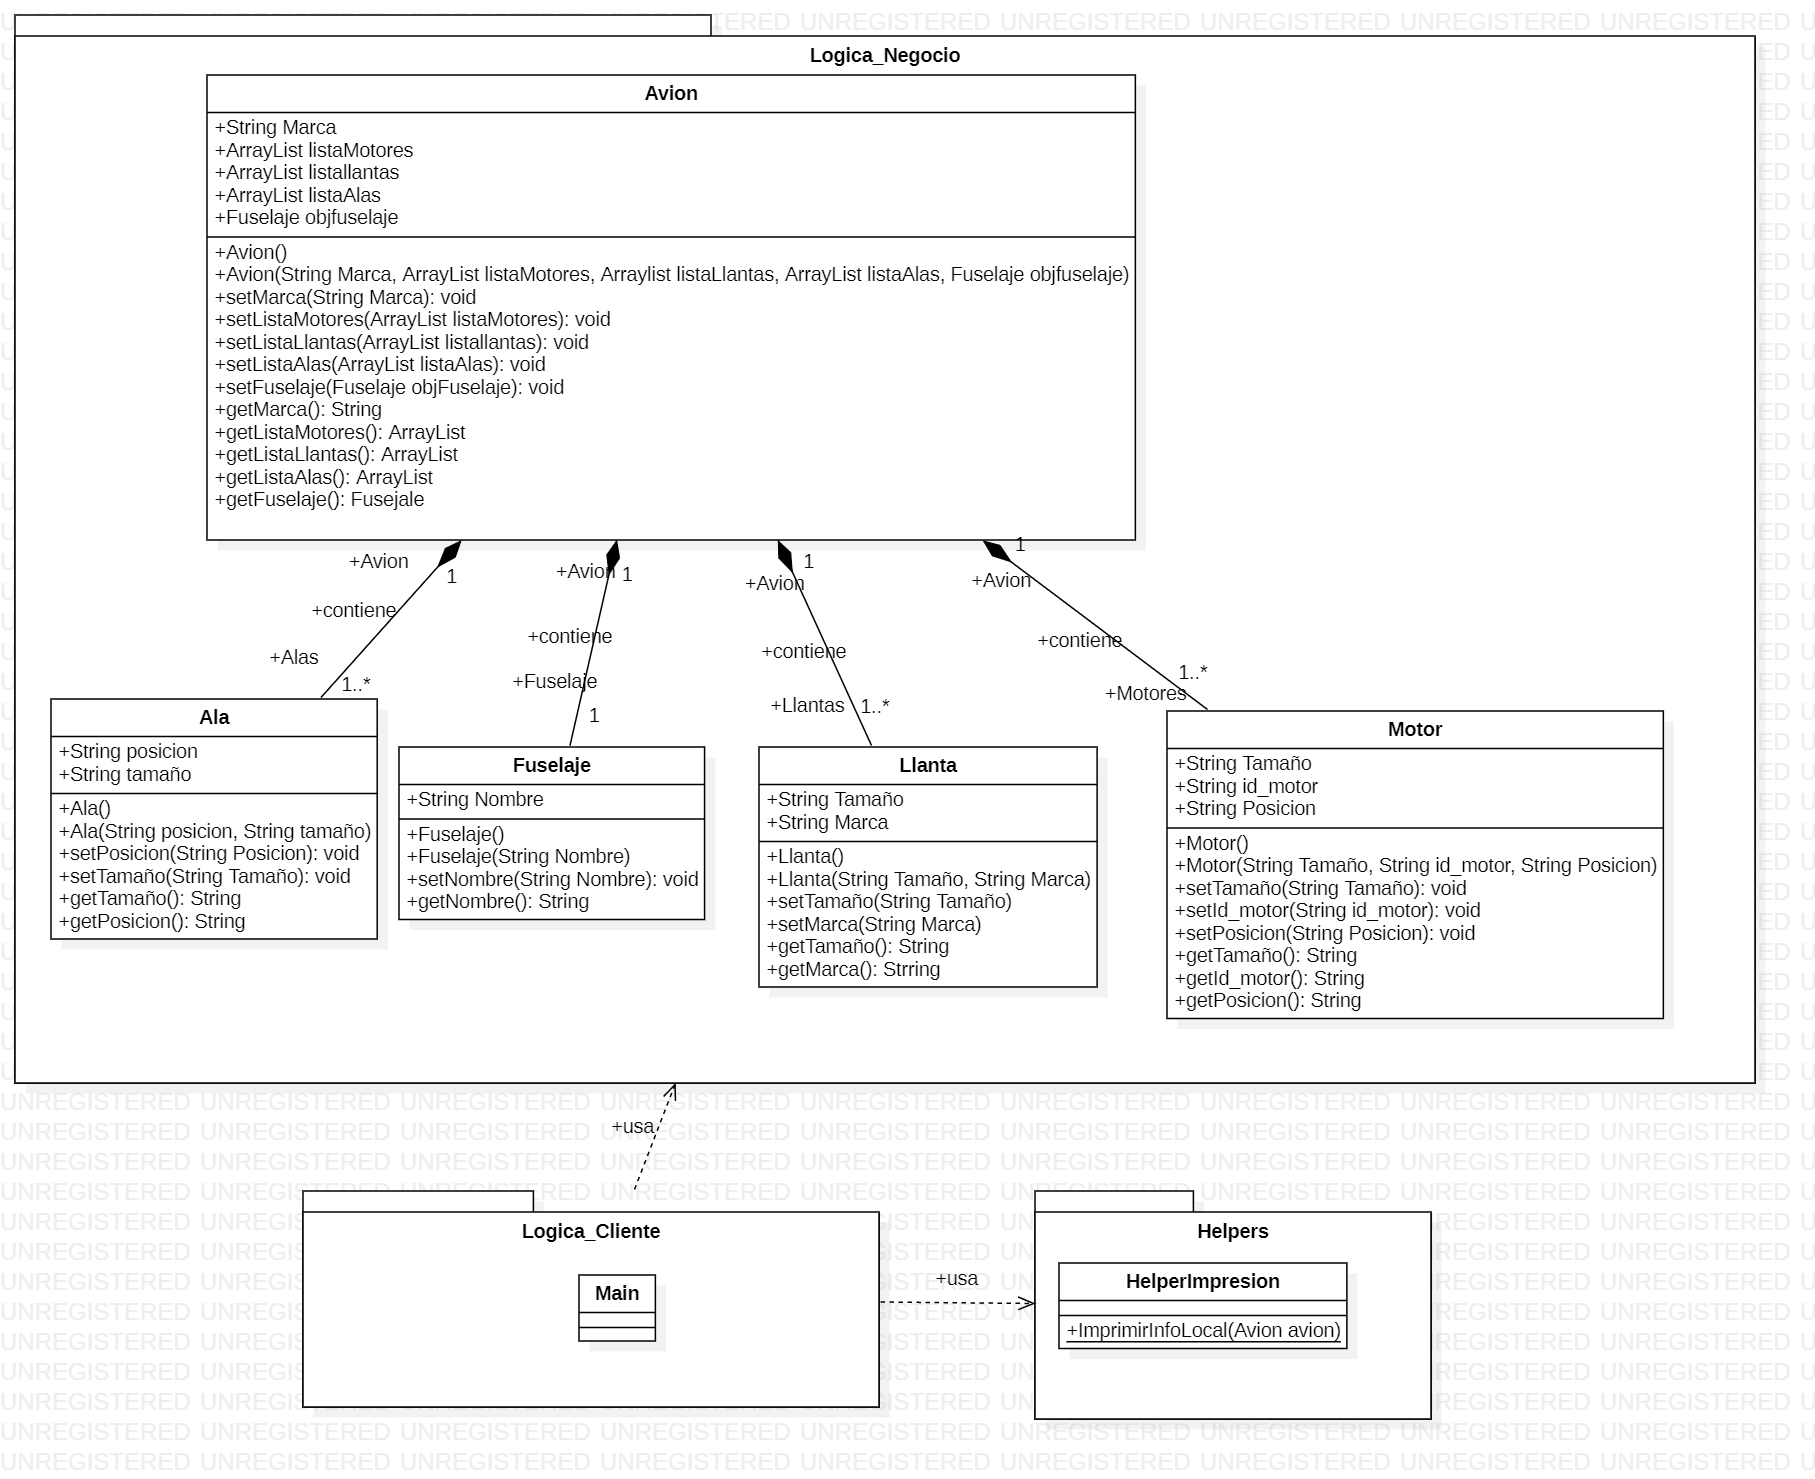 Logica_Negocio
Avion
+String Marca
+ArrayList listaMotores
+ArrayList listallantas
+ArrayList listaAlas
+Fuselaje objfuselaje
+Avion()
+Avion(String Marca, ArrayList listaMotores, Arraylist listaLlantas, ArrayList listaAlas, Fuselaje objfuselaje)
+setMarca(String Marca): void
+setListaMotores(ArrayList listaMotores): void
+setListaLlantas(ArrayList listallantas): void
+setListaAlas(ArrayList listaAlas): void
+setFuselaje(Fuselaje objFuselaje): void
+getMarca(): String
+getListaMotores(): ArrayList
+getListaLlantas(): ArrayList
+getListaAlas(): ArrayList
+getFuselaje(): Fusejale
+Avion
1
+contiene
+Alas
1..*
+Avion
1
+contiene
+Fuselaje
1
+Avion
1
+contiene
+Llantas
1..*
+Avion
1
+contiene
+Motores
1..*
Ala
+String posicion
+String tamaño
+Ala()
+Ala(String posicion, String tamaño)
+setPosicion(String Posicion): void
+setTamaño(String Tamaño): void
+getTamaño(): String
+getPosicion(): String
Fuselaje
+String Nombre
+Fuselaje()
+Fuselaje(String Nombre)
+setNombre(String Nombre): void
+getNombre(): String
Llanta
+String Tamaño
+String Marca
+Llanta()
+Llanta(String Tamaño, String Marca)
+setTamaño(String Tamaño)
+setMarca(String Marca)
+getTamaño(): String
+getMarca(): Strring
Motor
+String Tamaño
+String id_motor
+String Posicion
+Motor()
+Motor(String Tamaño, String id_motor, String Posicion)
+setTamaño(String Tamaño): void
+setId_motor(String id_motor): void
+setPosicion(String Posicion): void
+getTamaño(): String
+getId_motor(): String
+getPosicion(): String
+usa
Logica_Cliente
Main
+usa
Helpers
HelperImpresion
+ImprimirInfoLocal(Avion avion)
UNREGISTERED